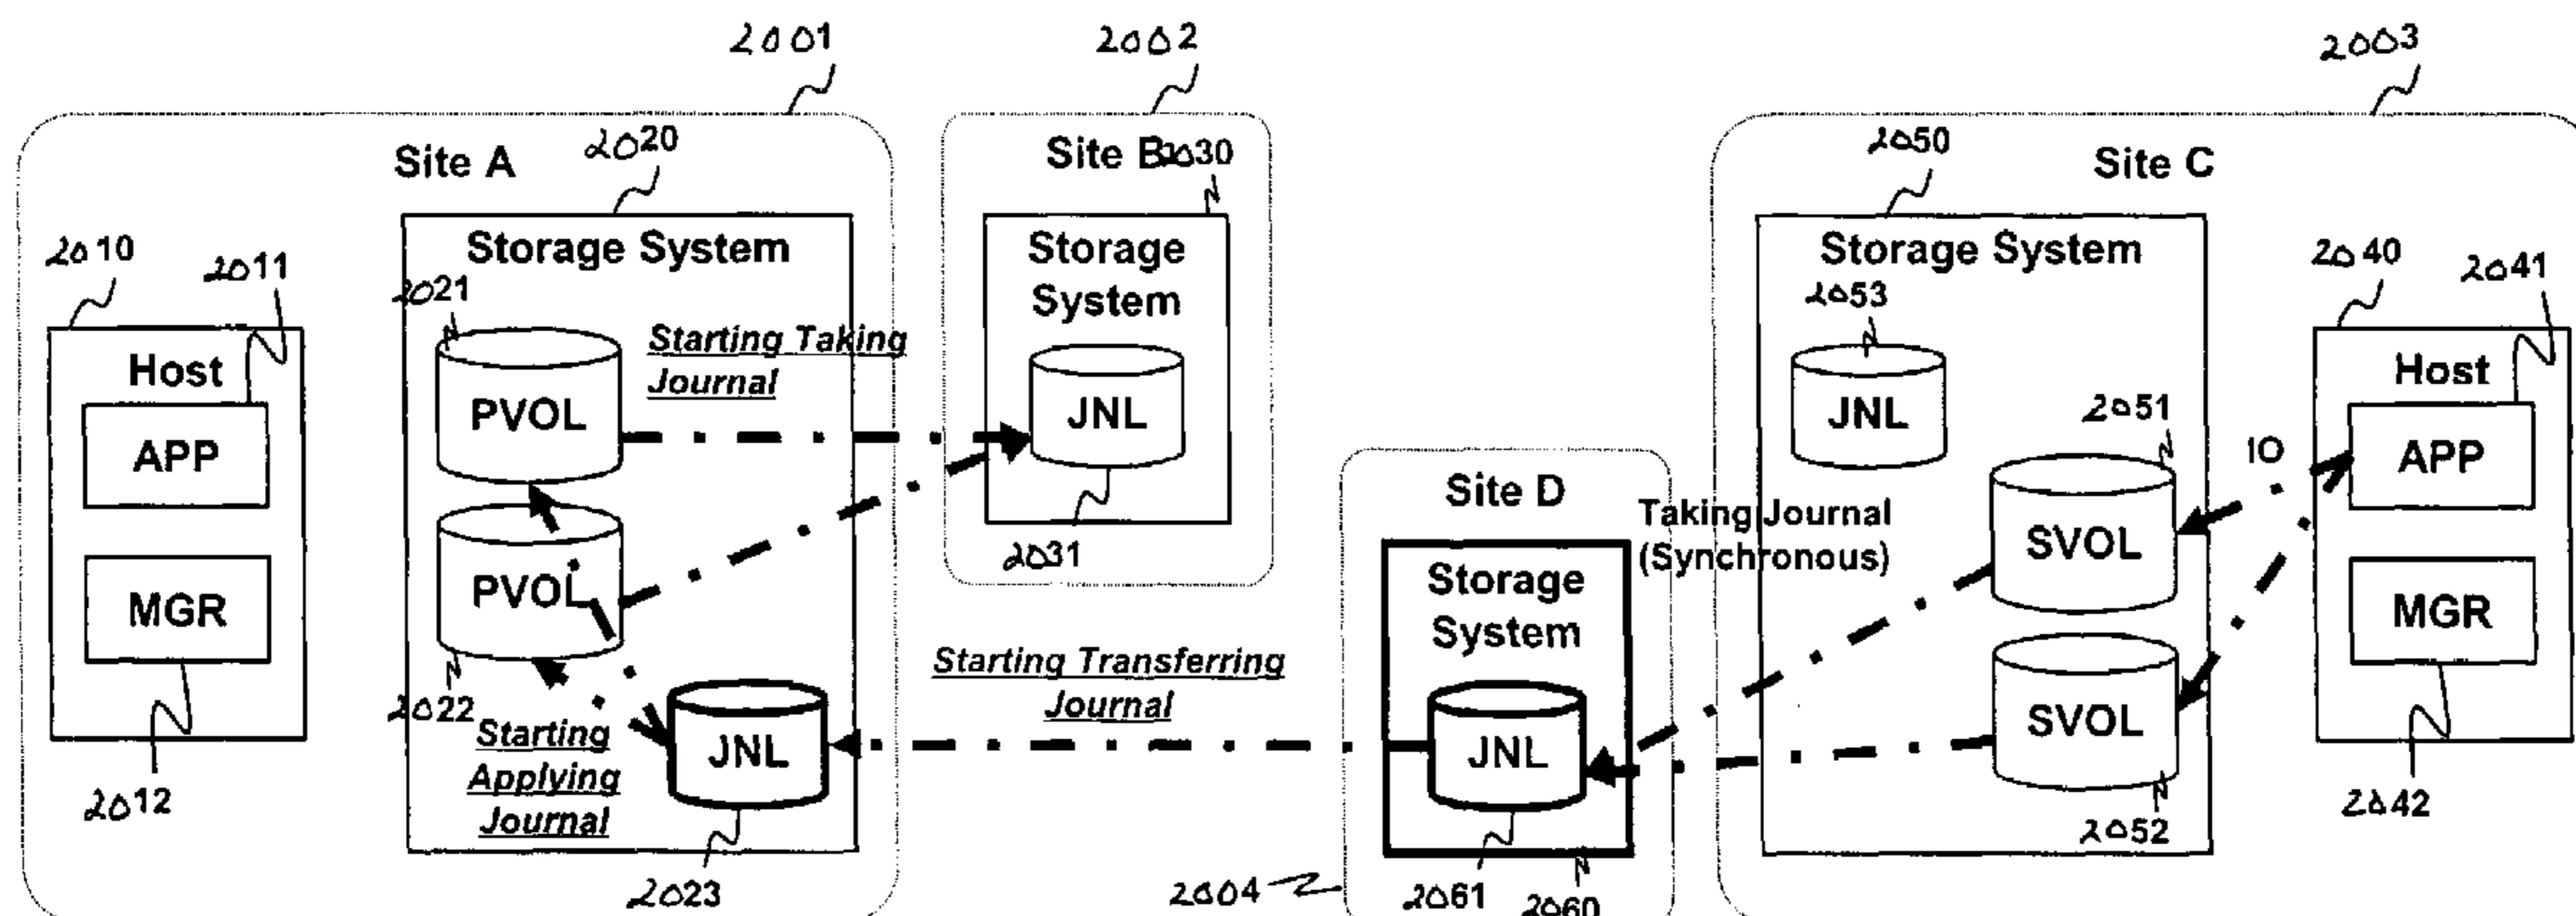 2001
2002
2003
Site A
2020
Site B
2030
2050
Site C
2010
2011
Storage System
Storage
System
Storage System
2040
2041
2021
2053
Host
Starting Taking
Journal
Host
PVOL
JNL
JNL
2051
APP
IO
APP
Site D
Taking Journal
(Synchronous)
2031
SVOL
MGR
PVOL
Storage
System
MGR
Starting Transferring
Journal
2022
Starting
Applying
Journal
JNL
JNL
SVOL
2012
2052
2042
2023
2004
2061
2060